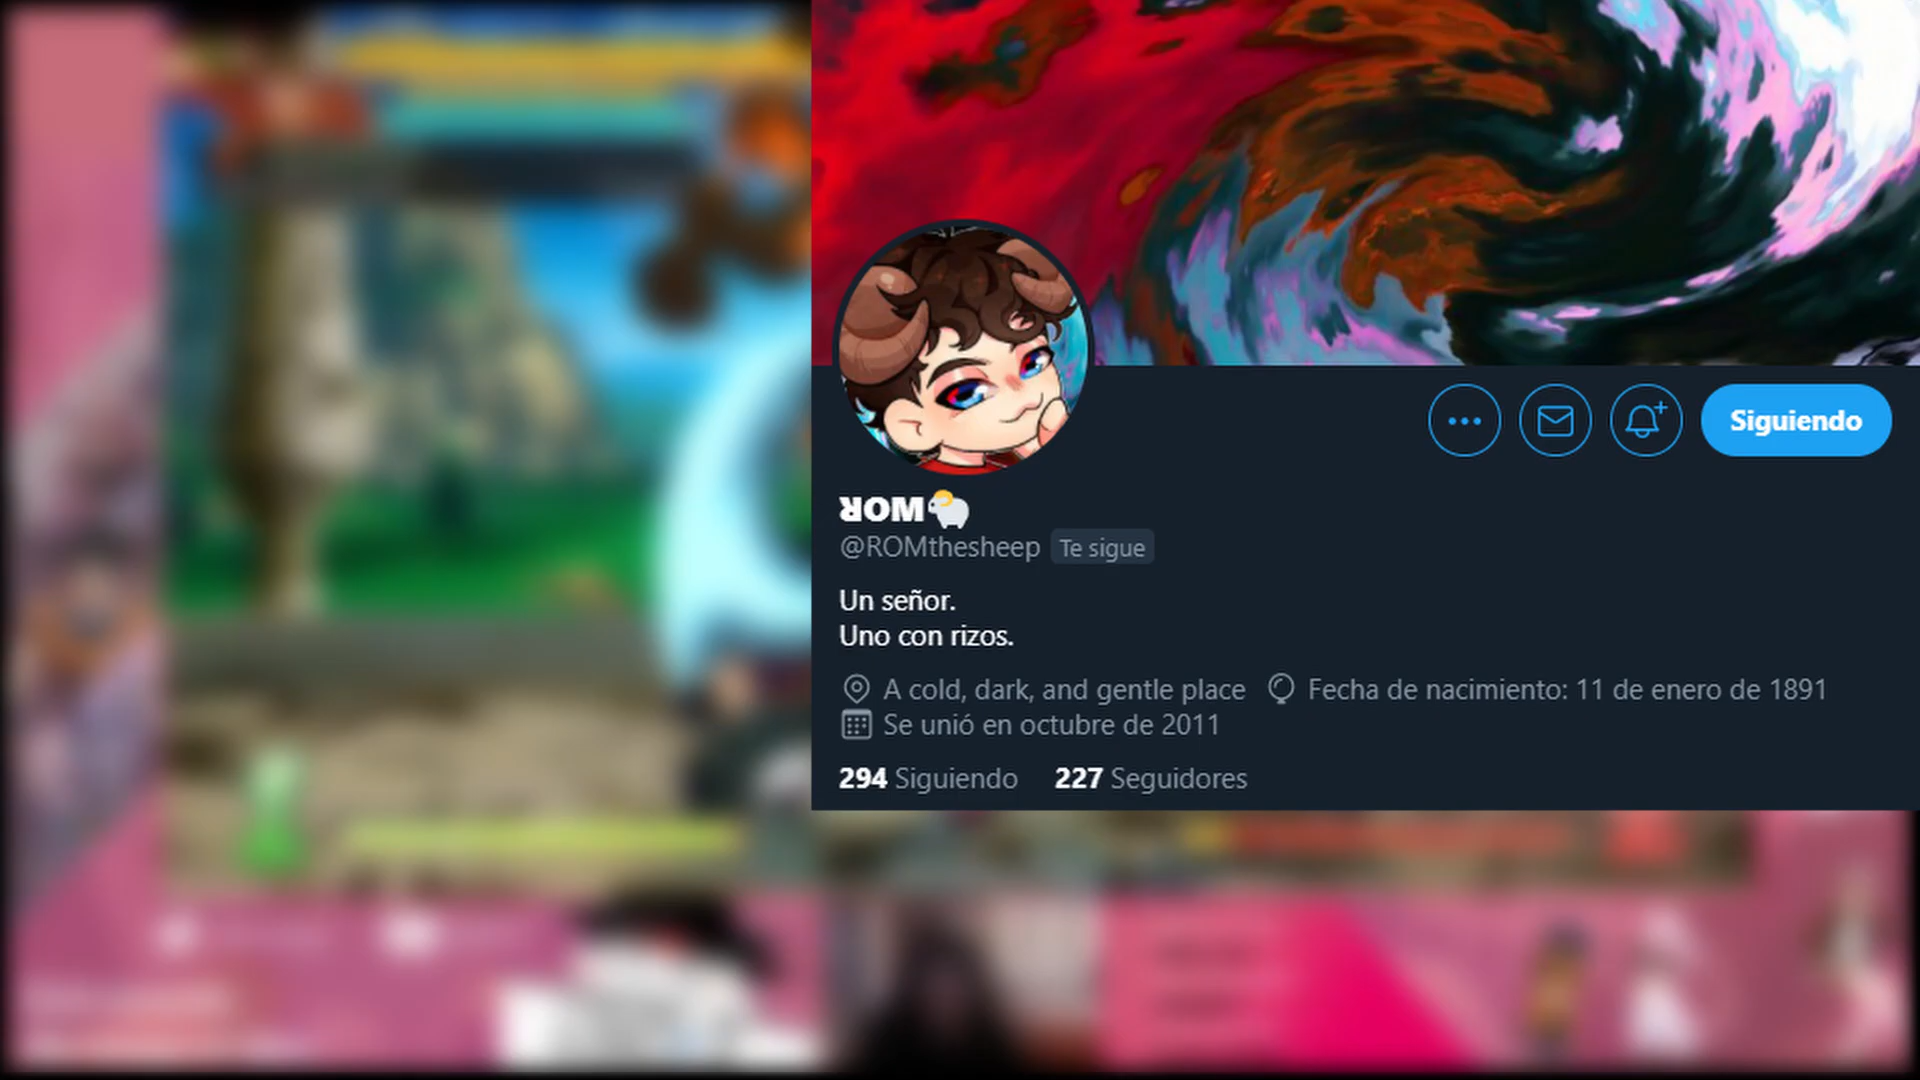 Siguiendo
ᴚOM🐏
@ROMthesheep Te sigue
Un señor.
Uno con rizos.
A cold, dark, and gentle place Fecha de nacimiento: 11 de enero de 1891
Se unió en octubre de 2011
294 Siguiendo 227 Seguidores